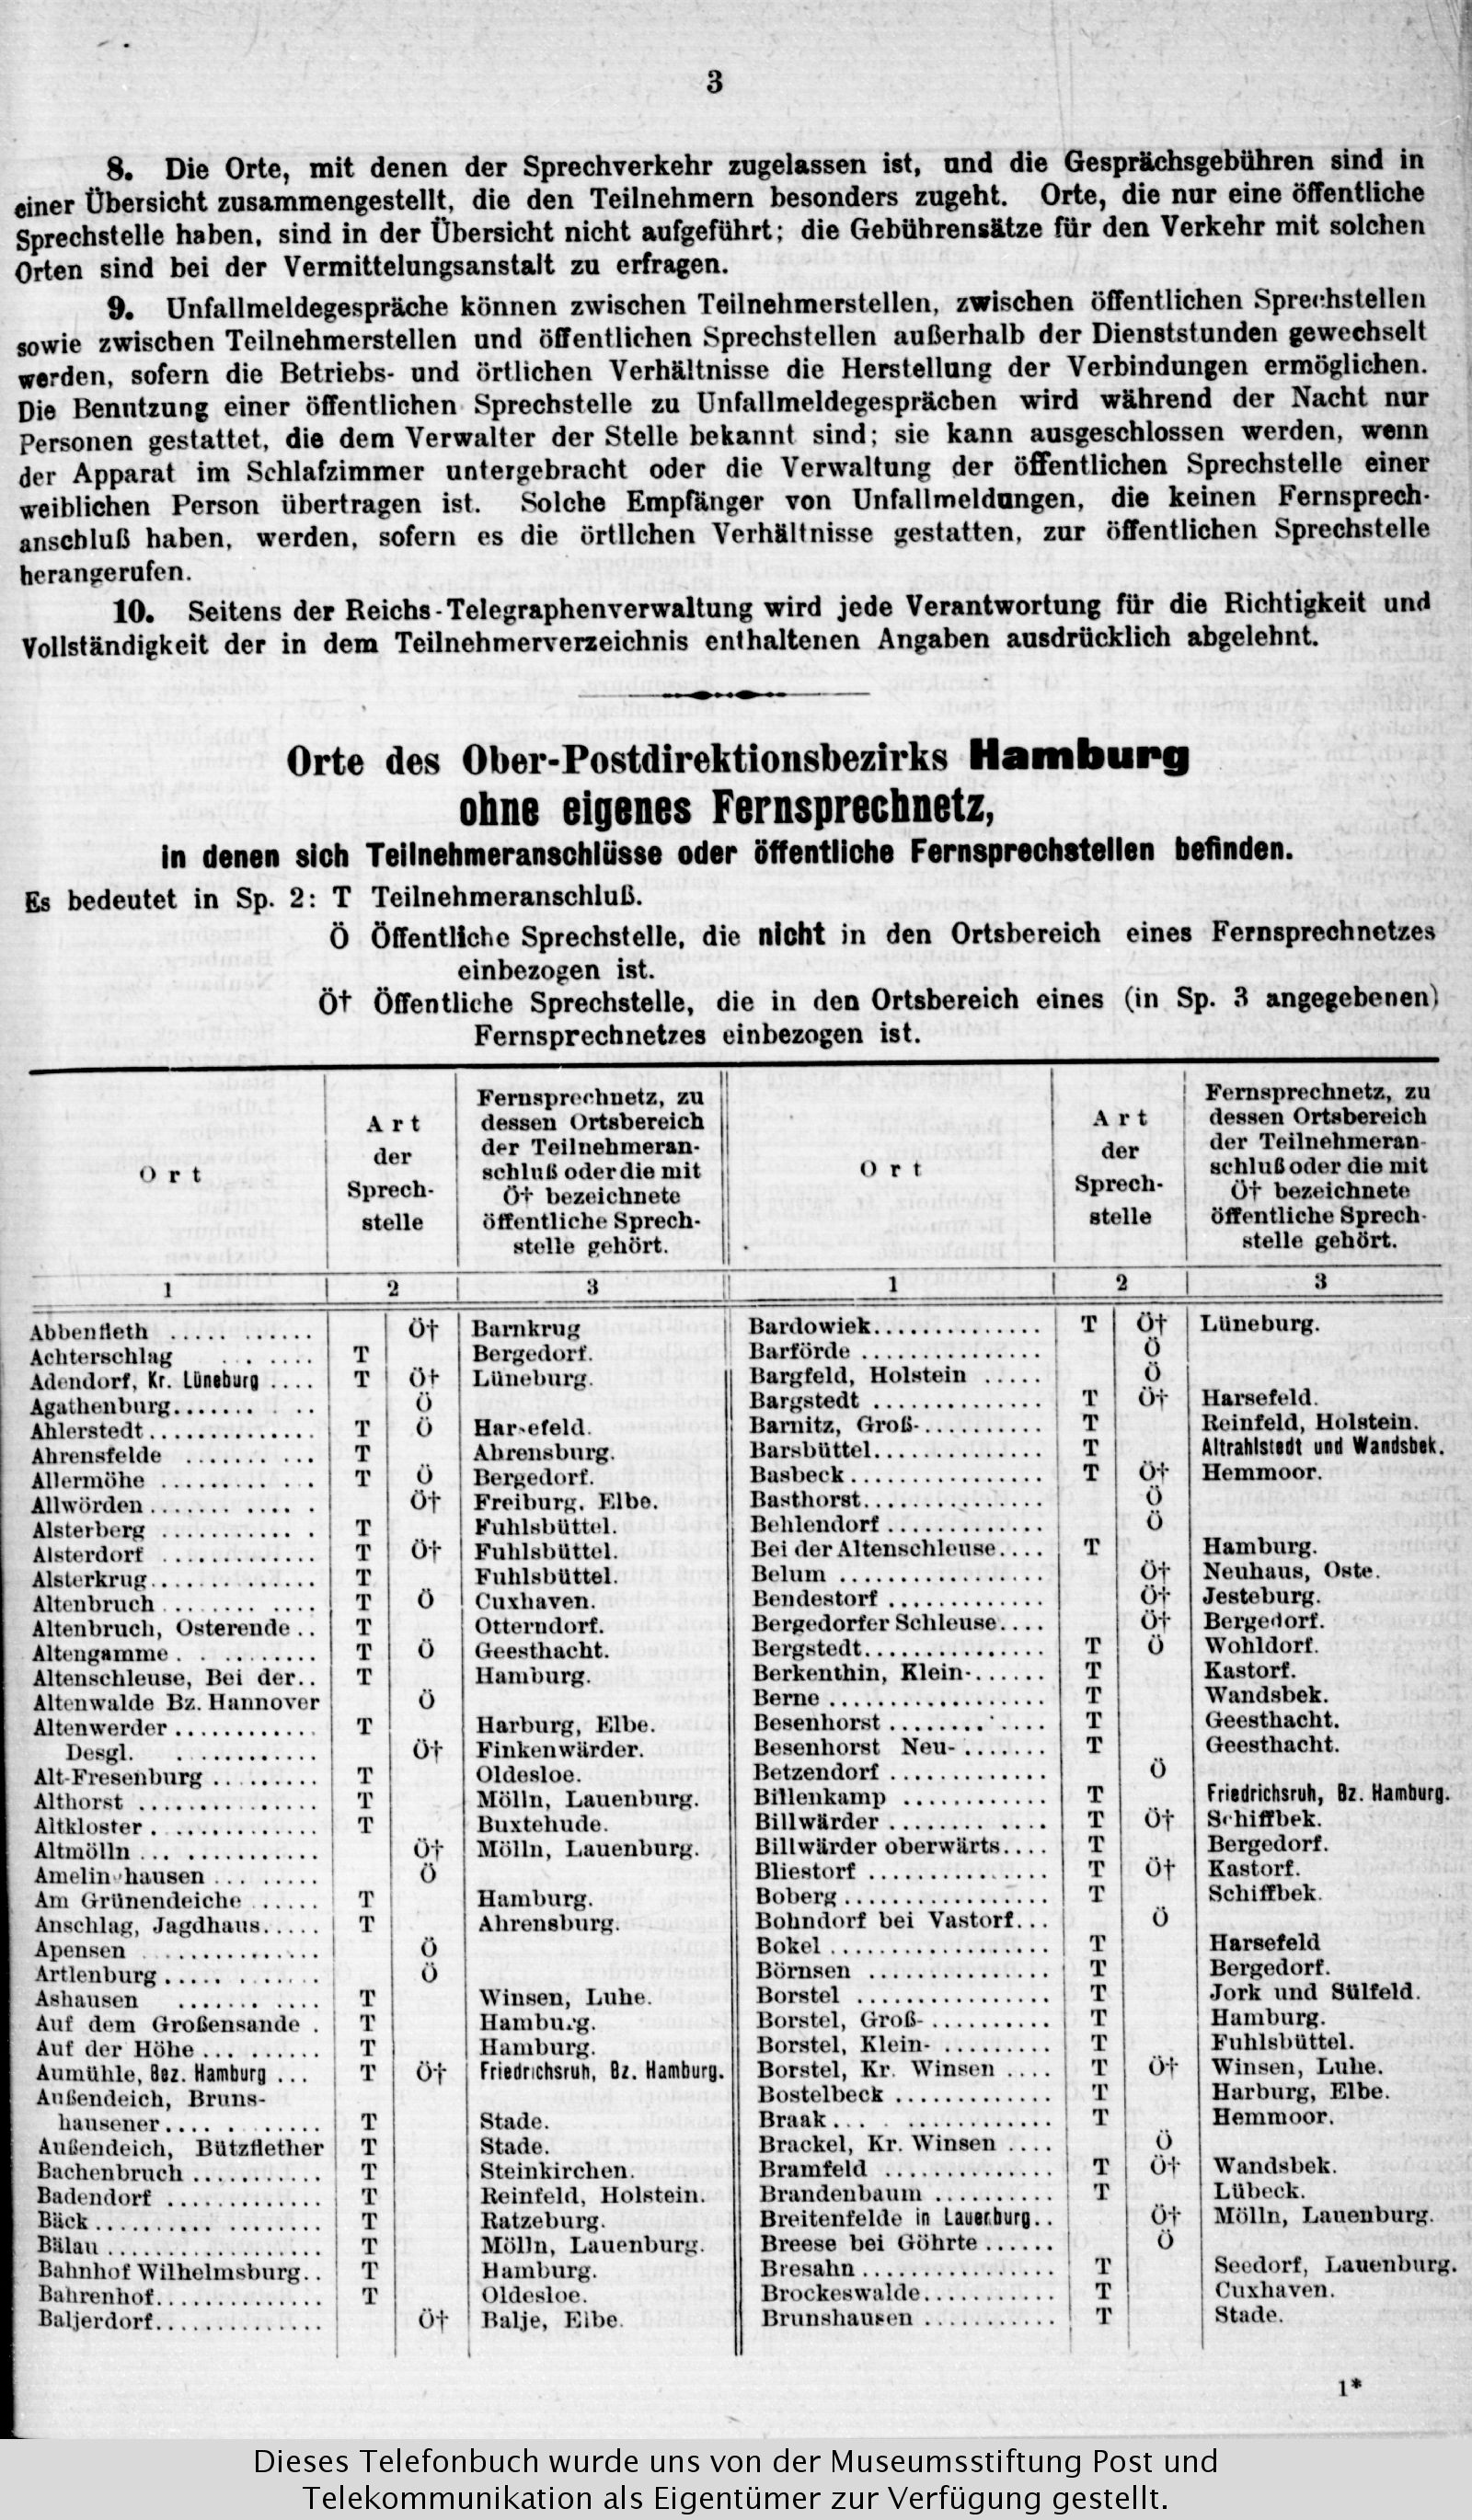 3
8. Die Orte, mit denen der Sprechverkehr zugelassen ist, und die Gesprächsgebühren sind in
einer Übersicht zusammengestellt, die den Teilnehmern besonders zugeht. Orte, die nur eine öffentliche
Sprechstelle haben, sind in der Übersicht nicht aufgeführt; die Gebührensätze für den Verkehr mit solchen
Orten sind bei der Vermittelungsanstalt zu erfragen.
9. Unfallmeldegespräche können zwischen Teilnehmerstellen, zwischen öffentlichen Sprechstellen
sowie zwischen Teilnehmerstellen und öffentlichen Sprechstellen außerhalb der Dienststunden gewechselt
werden, sofern die Betriebs- und örtlichen Verhältnisse die Herstellung der Verbindungen ermöglichen.
Die Benutzung einer öffentlichen Sprechstelle zu Unfallmeldegesprächen wird während der Nacht nur
Personen gestattet, die dem Verwalter der Stelle bekannt sind; sie kann ausgeschlossen werden, wenn
der Apparat im Schlafzimmer untergebracht oder die Verwaltung der öffentlichen Sprechstelle einer
weiblichen Person übertragen ist. Solche Empfänger von Unfallmeldungen, die keinen Fernsprech-
anschluß haben, werden, sofern es die örtlichen Verhältnisse gestatten, zur öffentlichen Sprechstelle
herangerufen.
10. Seitens der Reichs-Telegraphenverwaltung wird jede Verantwortung für die Richtigkeit und
Vollständigkeit der in dem Teilnehmerverzeichnis enthaltenen Angaben ausdrücklich abgelehnt.
Orte des Ober-Postdirektionsbezirks Hamburg
ohne eigenes Fernsprechnetz,
in denen sich Teilnehmeranschlüsse oder öffentliche Fernsprechstellen befinden.
Es bedeutet in Sp. 2: T Teilnehmeranschluß.
Ö Öffentliche Sprechstelle, die nicht in den Ortsbereich eines Fernsprechnetzes
einbezogen ist.
Ö† Öffentliche Sprechstelle, die in den Ortsbereich eines (in Sp. 3 angegebenen)
Fernsprechnetzes einbezogen ist.
Ort
Art
der
Sprech-
stelle
Fernsprechnetz, zu
dessen Ortsbereich
der Teilnehmeran-
schluß oder die mit
Ö† bezeichnete
öffentliche Sprech-
stelle gehört.
1 2 3
Abbenfleth ........... Ö† Barnkrug
Achterschlag ...... T Bergedorf.
Adendorf, Kr. Lüneburg .... T Ö† Lüneburg.
Agathenburg....... .. Ö
Ahlerstedt.............. T Ö Harsefeld.
Ahrensfelde .......... T Ahrensburg.
Allermöhe ........... T Ö Bergedorf.
Allwörden............ Ö† Freiburg, Elbe.
Alsterberg ............ T Fuhlsbüttel.
Alsterdorf ............. T Ö† Fuhlsbüttel.
Alsterkrug.............. T Fuhlsbüttel.
Altenbruch ............ T Ö Cuxhaven.
Altenbruch, Osterende .. T Otterndorf.
Altengamme ........... T Ö Geesthacht.
Altenschleuse, Bei der.. T Hamburg.
Altenwalde Bz. Hannover Ö
Altenwerder ............ T Harburg, Elbe.
Desgl. ............ Ö† Finkenwärder.
Alt-Fresenburg ......... T Oldesloe.
Althorst ............... T Mölln, Lauenburg.
Altkloster .............. T Buxtehude.
Altmölln .............. Ö† Mölln, Lauenburg.
Amelinghausen ......... Ö
Am Grünendeiche ...... T Hamburg.
Anschlag, Jagdhaus..... T Ahrensburg.
Apensen .............. Ö
Artlenburg............ Ö
Ashausen ........... T Winsen, Luhe.
Auf dem Großensande . T Hamburg.
Auf der Höhe.......... T Hamburg.
Aumühle, Bez. Hamburg ... T Ö† Friedrichsruh, Bz. Hamburg.
Außendeich, Bruns-
hausener........... T Stade.
Außendeich, Bützflether T Stade.
Bachenbruch ........... T Steinkirchen.
Badendorf ............. T Reinfeld, Holstein.
Bäck.................. T Ratzeburg.
Bälau ................. T Mölln, Lauenburg.
Bahnhof Wilhelmsburg.. T Hamburg.
Bahrenhof.............. T Oldesloe.
Baljerdorf.............. Ö† Balje, Elbe.
Ort
Art
der
Sprech-
stelle
Fernsprechnetz, zu
dessen Ortsbereich
der Teilnehmeran-
schluß oder die mit
Ö† bezeichnete
öffentliche Sprech-
stelle gehört.
1 2 3
Bardowiek.............. T Ö† Lüneburg.
Barförde ............... Ö
Bargfeld, Holstein ..... Ö
Bargstedt .............. T Ö† Harsefeld.
Barnitz, Groß-.......... T Reinfeld, Holstein.
Barsbüttel.............. T Altrahlstedt und Wandsbek.
Basbeck................ T Ö† Hemmoor.
Basthorst............... Ö
Behlendorf ............. Ö
Bei der Altenschleuse.... T Hamburg.
Belum ................. Ö† Neuhaus, Oste.
Bendestorf ............. Ö† Jesteburg.
Bergedorfer Schleuse.... Ö† Bergedorf.
Bergstedt............... T Ö Wohldorf.
Berkenthin, Klein-...... T Kastorf.
Berne .................. T Wandsbek.
Besenhorst ............ T Geesthacht.
Besenhorst Neu-....... T Geesthacht.
Betzendorf ............. Ö
Billenkamp ............ T Friedrichsruh, Bz. Hamburg.
Billwärder ............ T Ö† Schiffbek.
Billwärder oberwärts.... T Bergedorf.
Bliestorf ............... T Ö† Kastorf.
Boberg ................. T Schiffbek.
Bohndorf bei Vastorf... Ö
Bokel .................. T Harsefeld
Börnsen ............... T Bergedorf.
Borstel ................ T Jork und Sülfeld.
Borstel, Groß-.......... T Hamburg.
Borstel, Klein- ......... T Fuhlsbüttel.
Borstel, Kr. Winsen .... T Ö† Winsen, Luhe.
Bostelbeck ............. T Harburg, Elbe.
Braak............... T Hemmoor.
Brackel, Kr. Winsen .... Ö
Bramfeld .............. T Ö† Wandsbek.
Brandenbaum .......... T Lübeck.
Breitenfelde in Lauenburg.. Ö† Mölln, Lauenburg.
Breese bei Göhrte ...... Ö
Bresahn................ T Seedorf, Lauenburg.
Brockeswalde........... T Cuxhaven.
Brunshausen ........... T Stade.
1*
Dieses Telefonbuch wurde uns von der Museumsstiftung Post und
Telekommunikation als Eigentümer zur Verfügung gestellt.